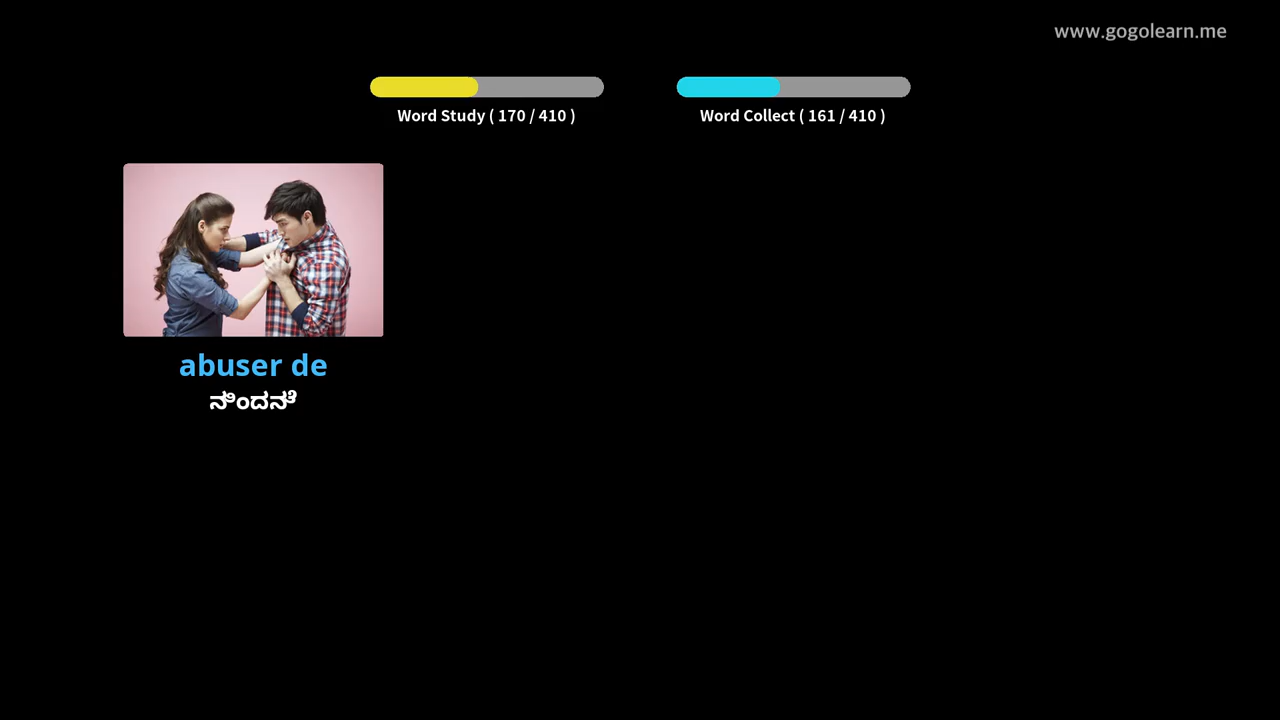 www.gogolearn.me
Word Study ( 170 / 410 )
Word Collect ( 161 / 410 )
abuser de
ನಿಂದನೆ